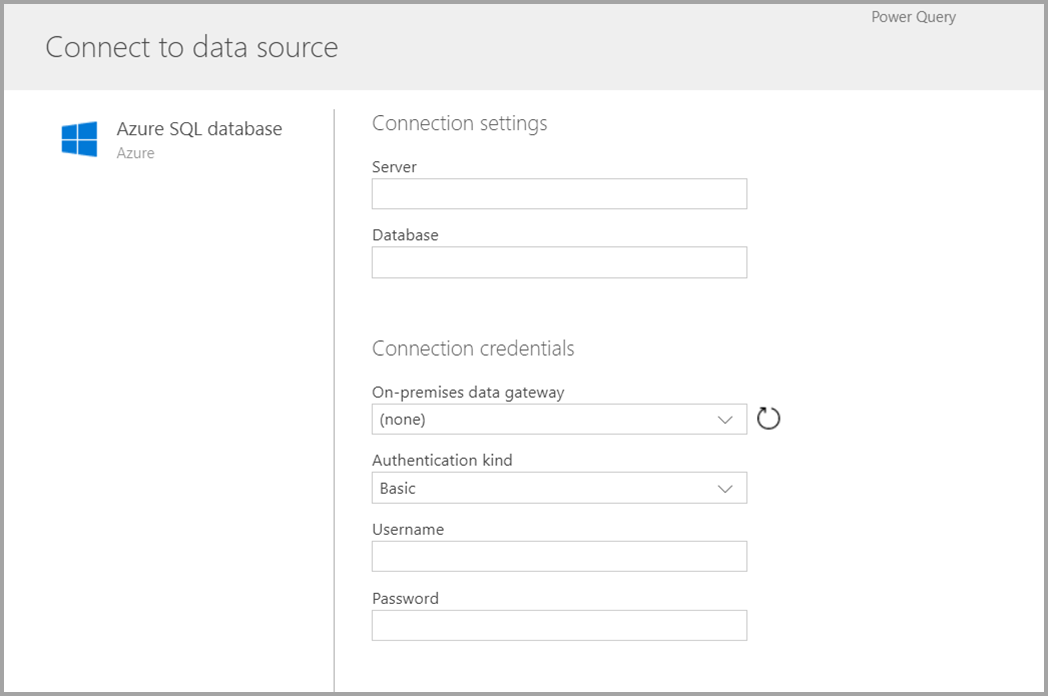 Power Query
Connect to data source
Azure SQL database
Azure
Connection settings
Server
Database
Connection credentials
On-premises data gateway
(none)
Authentication kind
Basic
Username
Password